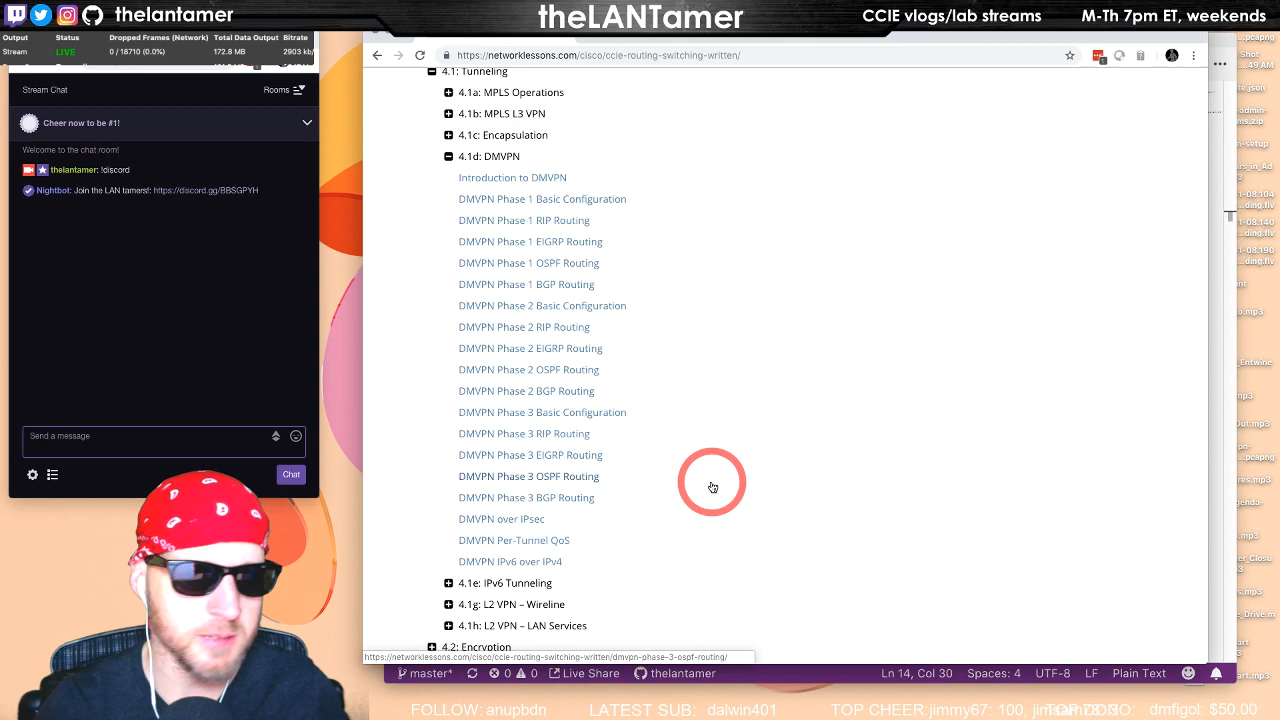 thelantamer
theLANTamer
CCIE vlogs/lab streams
M-Th 7pm ET, weekends
Output Status Dropped Frames (Network) Total Data Output Bitrate
Stream LIVE 0 / 18710 (0.0%) 172.8 MB 2903 kb/
Stream Chat
Rooms
Cheer now to be #1!
Welcome to the chat room!
thelantamer: !discord
Nightbot: Join the LAN tamers!: https://discord.gg/BBSGPYH
Send a message
Chat
https://networklessons.com/cisco/ccie-routing-switching-written/
4.1: Tunneling
4.1a: MPLS Operations
4.1b: MPLS L3 VPN
4.1c: Encapsulation
4.1d: DMVPN
Introduction to DMVPN
DMVPN Phase 1 Basic Configuration
DMVPN Phase 1 RIP Routing
DMVPN Phase 1 EIGRP Routing
DMVPN Phase 1 OSPF Routing
DMVPN Phase 1 BGP Routing
DMVPN Phase 2 Basic Configuration
DMVPN Phase 2 RIP Routing
DMVPN Phase 2 EIGRP Routing
DMVPN Phase 2 OSPF Routing
DMVPN Phase 2 BGP Routing
DMVPN Phase 3 Basic Configuration
DMVPN Phase 3 RIP Routing
DMVPN Phase 3 EIGRP Routing
DMVPN Phase 3 OSPF Routing
DMVPN Phase 3 BGP Routing
DMVPN over IPsec
DMVPN Per-Tunnel QoS
DMVPN IPv6 over IPv4
4.1e: IPv6 Tunneling
4.1g: L2 VPN – Wireline
4.1h: L2 VPN – LAN Services
4.2: Encryption
https://networklessons.com/cisco/ccie-routing-switching-written/dmvpn-phase-3-ospf-routing/
master* 0 0 Live Share thelantamer
Ln 14, Col 30 Spaces: 4 UTF-8 LF Plain Text
FOLLOW: anupbdn
LATEST SUB: dalwin401
TOP CHEER: jimmy67: 100,
dmfigol: $50.00